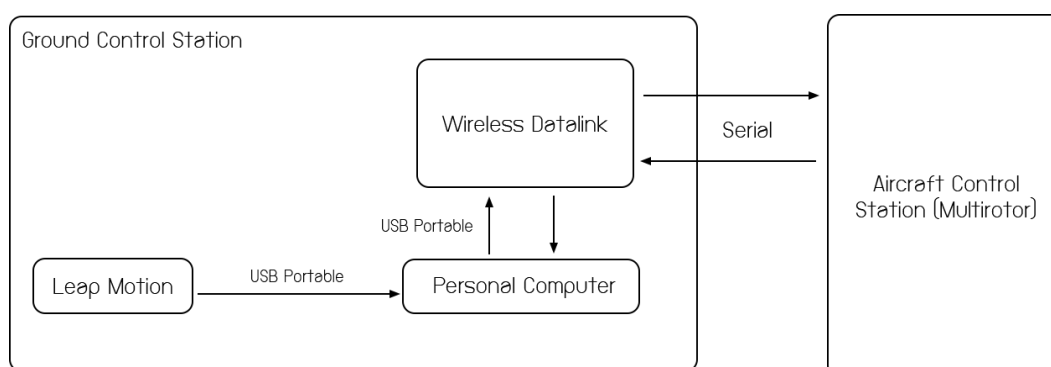 Ground Control Station
Wireless Datalink
Serial
Aircraft Control
Station (Multirotor)
USB Portable
Leap Motion
USB Portable
Personal Computer